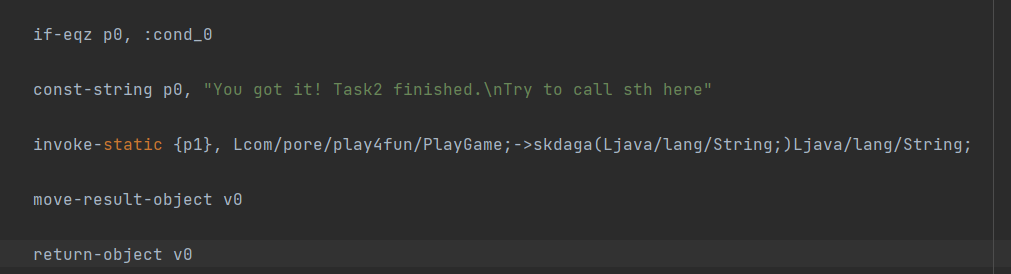 if-eqz p0, :cond_0
const-string p0, "You got it! Task2 finished.\nTry to call sth here"
invoke-static {p1}, Lcom/pore/play4fun/PlayGame;->skdaga(Ljava/lang/String;)Ljava/lang/String;
move-result-object v0
return-object v0